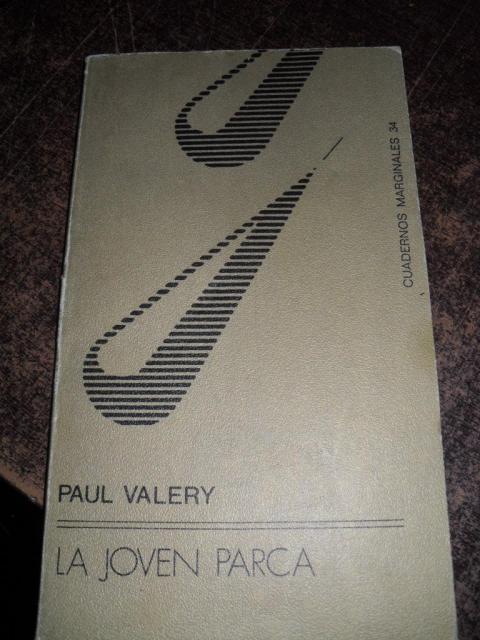 CUADERNOS MARGINALES 34
PAUL VALERY
LA JOVEN PARCA